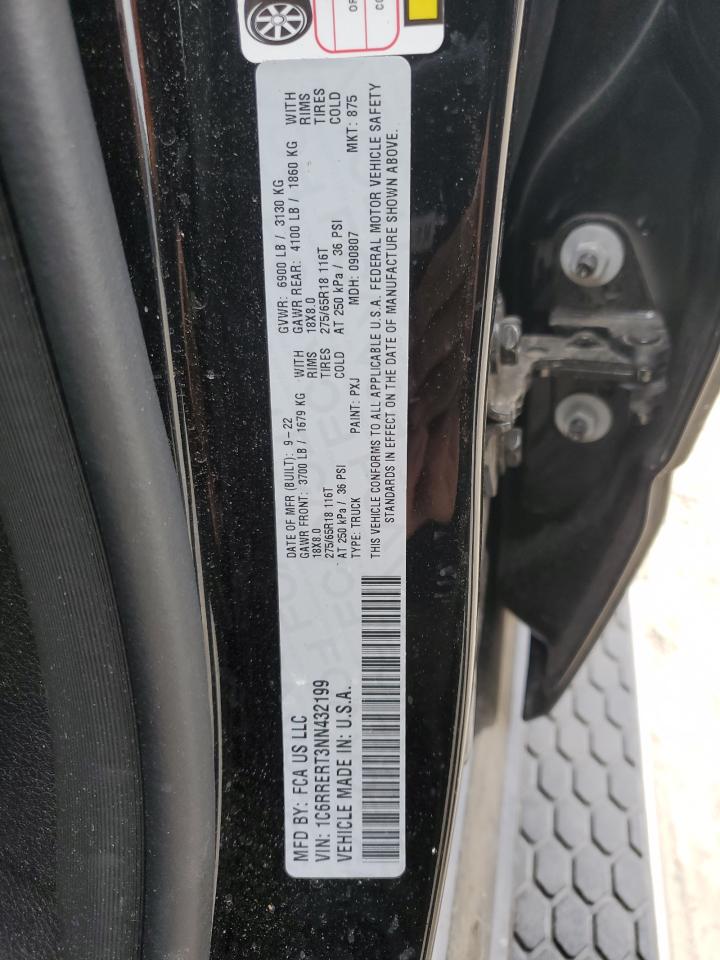 MFD BY: FCA US LLC
VIN: 1C6RRERT3NN432199
VEHICLE MADE IN: U.S.A.
DATE OF MFR (BUILT): 9-22 GVWR: 6900 LB / 3130 KG
GAWR FRONT: 3700 LB / 1679 KG WITH GAWR REAR: 4100 LB / 1860 KG WITH
18X8.0 RIMS 18X8.0 RIMS
275/65R18 116T TIRES 275/65R18 116T TIRES
AT 250 kPa / 36 PSI COLD AT 250 kPa / 36 PSI COLD
TYPE: TRUCK PAINT: PXJ MDH: 090807 MKT: 875
THIS VEHICLE CONFORMS TO ALL APPLICABLE U.S.A. FEDERAL MOTOR VEHICLE SAFETY
STANDARDS IN EFFECT ON THE DATE OF MANUFACTURE SHOWN ABOVE.